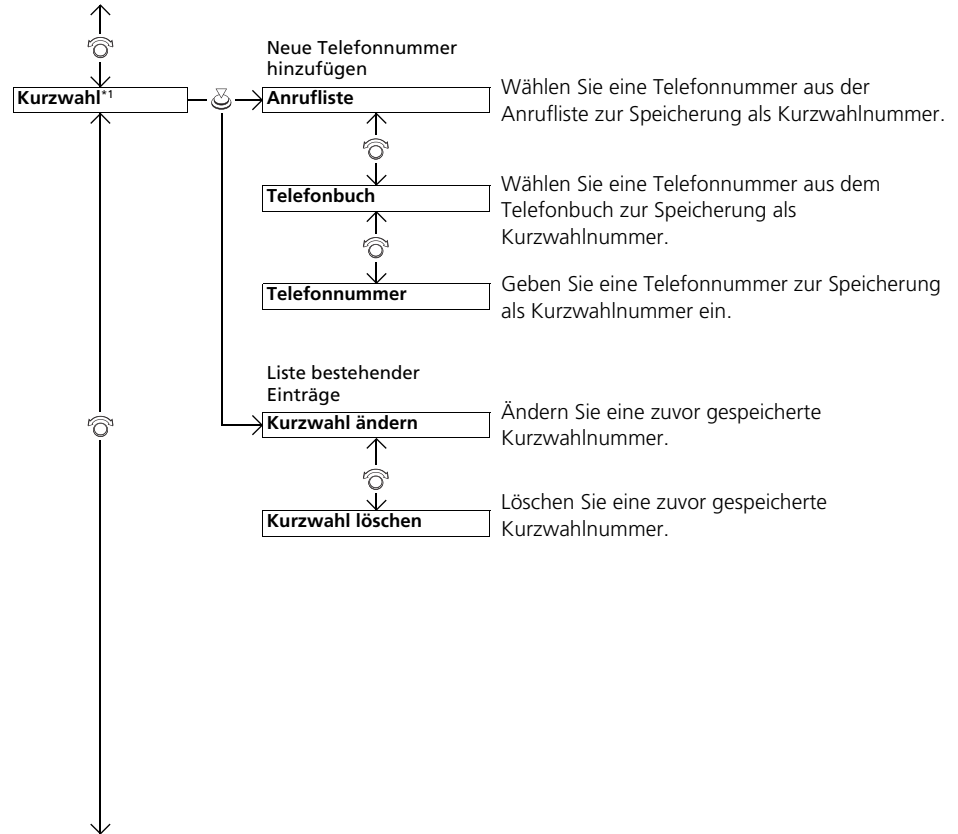 Neue Telefonnummer
hinzufügen
Kurzwahl*1
Anrufliste
Wählen Sie eine Telefonnummer aus der
Anrufliste zur Speicherung als Kurzwahlnummer.
Telefonbuch
Wählen Sie eine Telefonnummer aus dem
Telefonbuch zur Speicherung als
Kurzwahlnummer.
Telefonnummer
Geben Sie eine Telefonnummer zur Speicherung
als Kurzwahlnummer ein.
Liste bestehender
Einträge
Kurzwahl ändern
Ändern Sie eine zuvor gespeicherte
Kurzwahlnummer.
Kurzwahl löschen
Löschen Sie eine zuvor gespeicherte
Kurzwahlnummer.